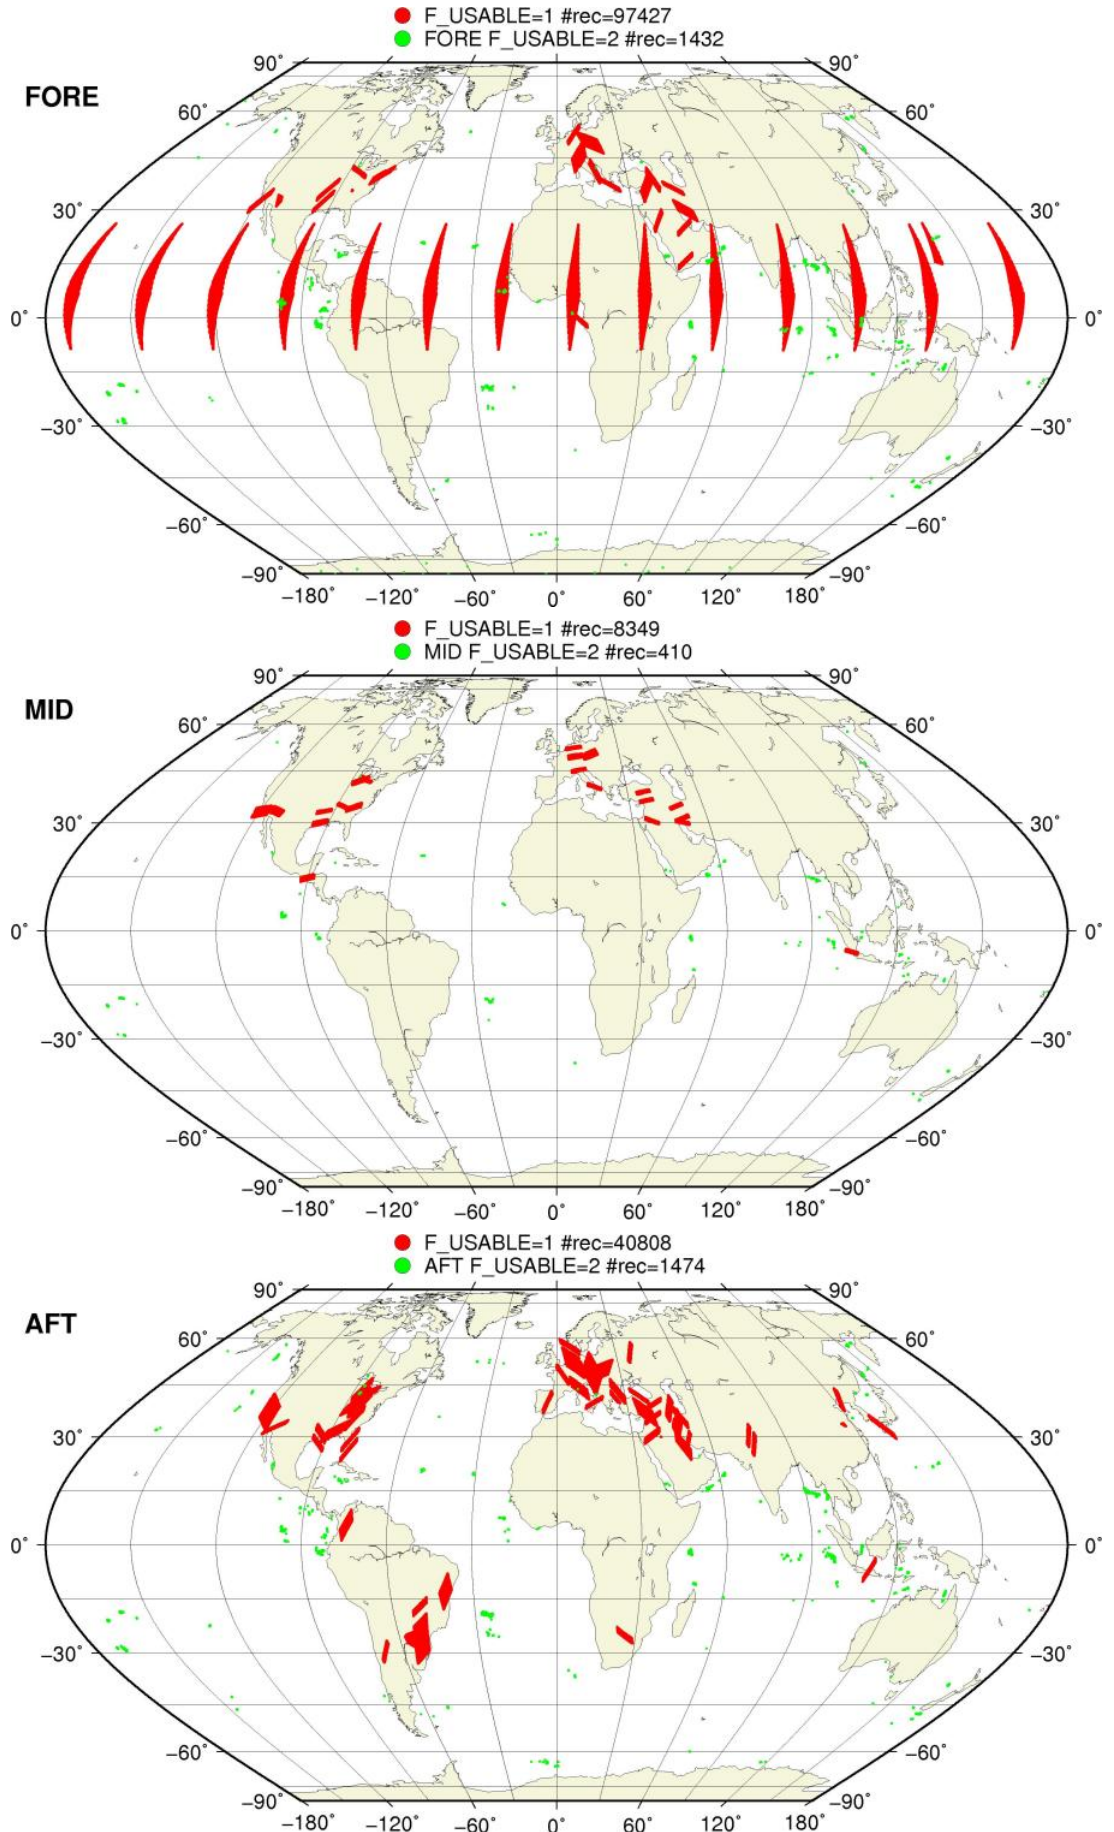 F_USABLE=1 #rec=97427
FORE F_USABLE=2 #rec=1432
FORE
90° 90°
60° 60°
30° 30°
0° 0°
−30° −30°
−60° −60°
−90° −90°
−180° −120° −60° 0° 60° 120° 180°
F_USABLE=1 #rec=8349
MID F_USABLE=2 #rec=410
MID
90° 90°
60° 60°
30° 30°
0° 0°
−30° −30°
−60° −60°
−90° −90°
−180° −120° −60° 0° 60° 120° 180°
F_USABLE=1 #rec=40808
AFT F_USABLE=2 #rec=1474
AFT
90° 90°
60° 60°
30° 30°
0° 0°
−30° −30°
−60° −60°
−90° −90°
−180° −120° −60° 0° 60° 120° 180°